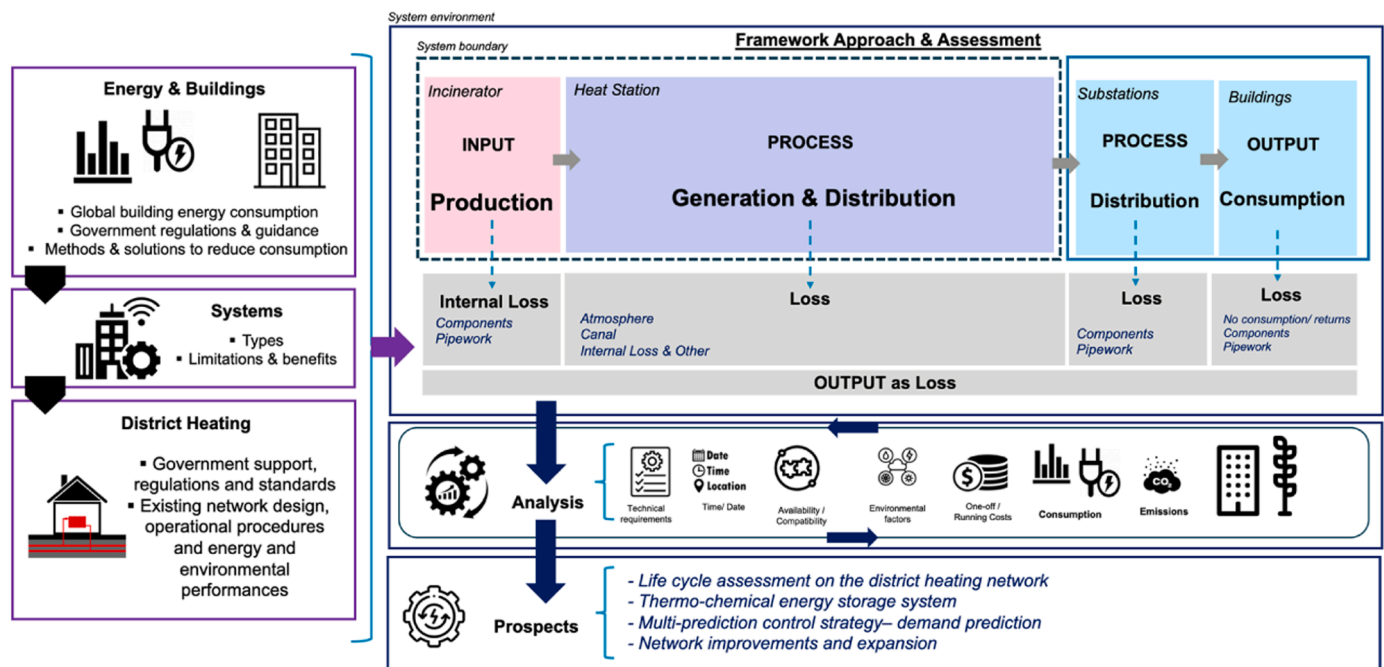 System environment
Framework Approach & Assessment
System boundary
Energy & Buildings
▪ Global building energy consumption
▪ Government regulations & guidance
▪ Methods & solutions to reduce consumption
Systems
▪ Types
▪ Limitations & benefits
District Heating
▪ Government support,
regulations and standards
▪ Existing network design,
operational procedures
and energy and
environmental
performances
Incinerator
INPUT
Production
Heat Station
PROCESS
Generation & Distribution
Substations
PROCESS
Distribution
Buildings
OUTPUT
Consumption
Internal Loss
Components
Pipework
Loss
Atmosphere
Canal
Internal Loss & Other
Loss
Components
Pipework
Loss
No consumption/ returns
Components
Pipework
OUTPUT as Loss
Analysis
Technical
requirements
Date
Time
Location
Time/ Date
Availability /
Compatibility
Environmental
factors
$
One-off /
Running Costs
Consumption
CO2
Emissions
Prospects
- Life cycle assessment on the district heating network
- Thermo-chemical energy storage system
- Multi-prediction control strategy– demand prediction
- Network improvements and expansion